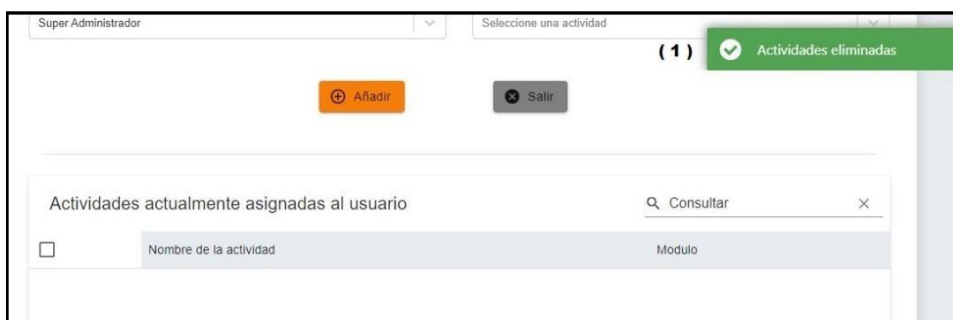 Super Administrador
Seleccione una actividad
( 1 )
Actividades eliminadas
Añadir
Salir
Actividades actualmente asignadas al usuario
Consultar
Nombre de la actividad
Modulo